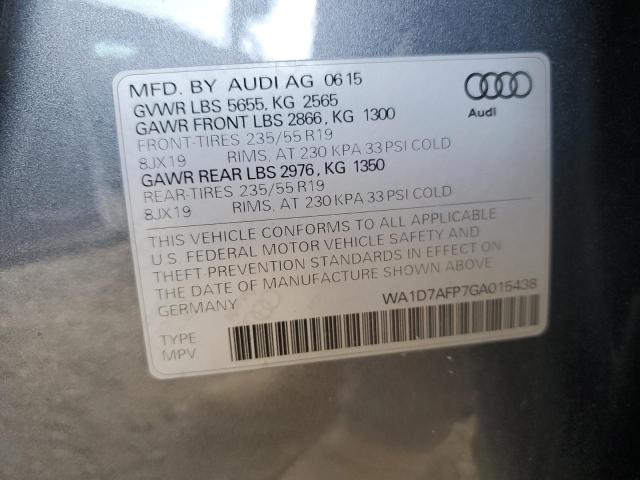 MFD. BY AUDI AG 06 15
GVWR LBS 5655, KG 2565
GAWR FRONT LBS 2866, KG 1300
FRONT-TIRES 235/55 R19
8JX19 RIMS, AT 230 KPA 33 PSI COLD
GAWR REAR LBS 2976, KG 1350
REAR-TIRES 235/55 R19
8JX19 RIMS, AT 230 KPA 33 PSI COLD
Audi
THIS VEHICLE CONFORMS TO ALL APPLICABLE
U.S. FEDERAL MOTOR VEHICLE SAFETY AND
THEFT PREVENTION STANDARDS IN EFFECT ON
THE DATE OF MANUFACTURE SHOWN ABOVE
GERMANY
WA1D7AFP7GA015438
TYPE
MPV